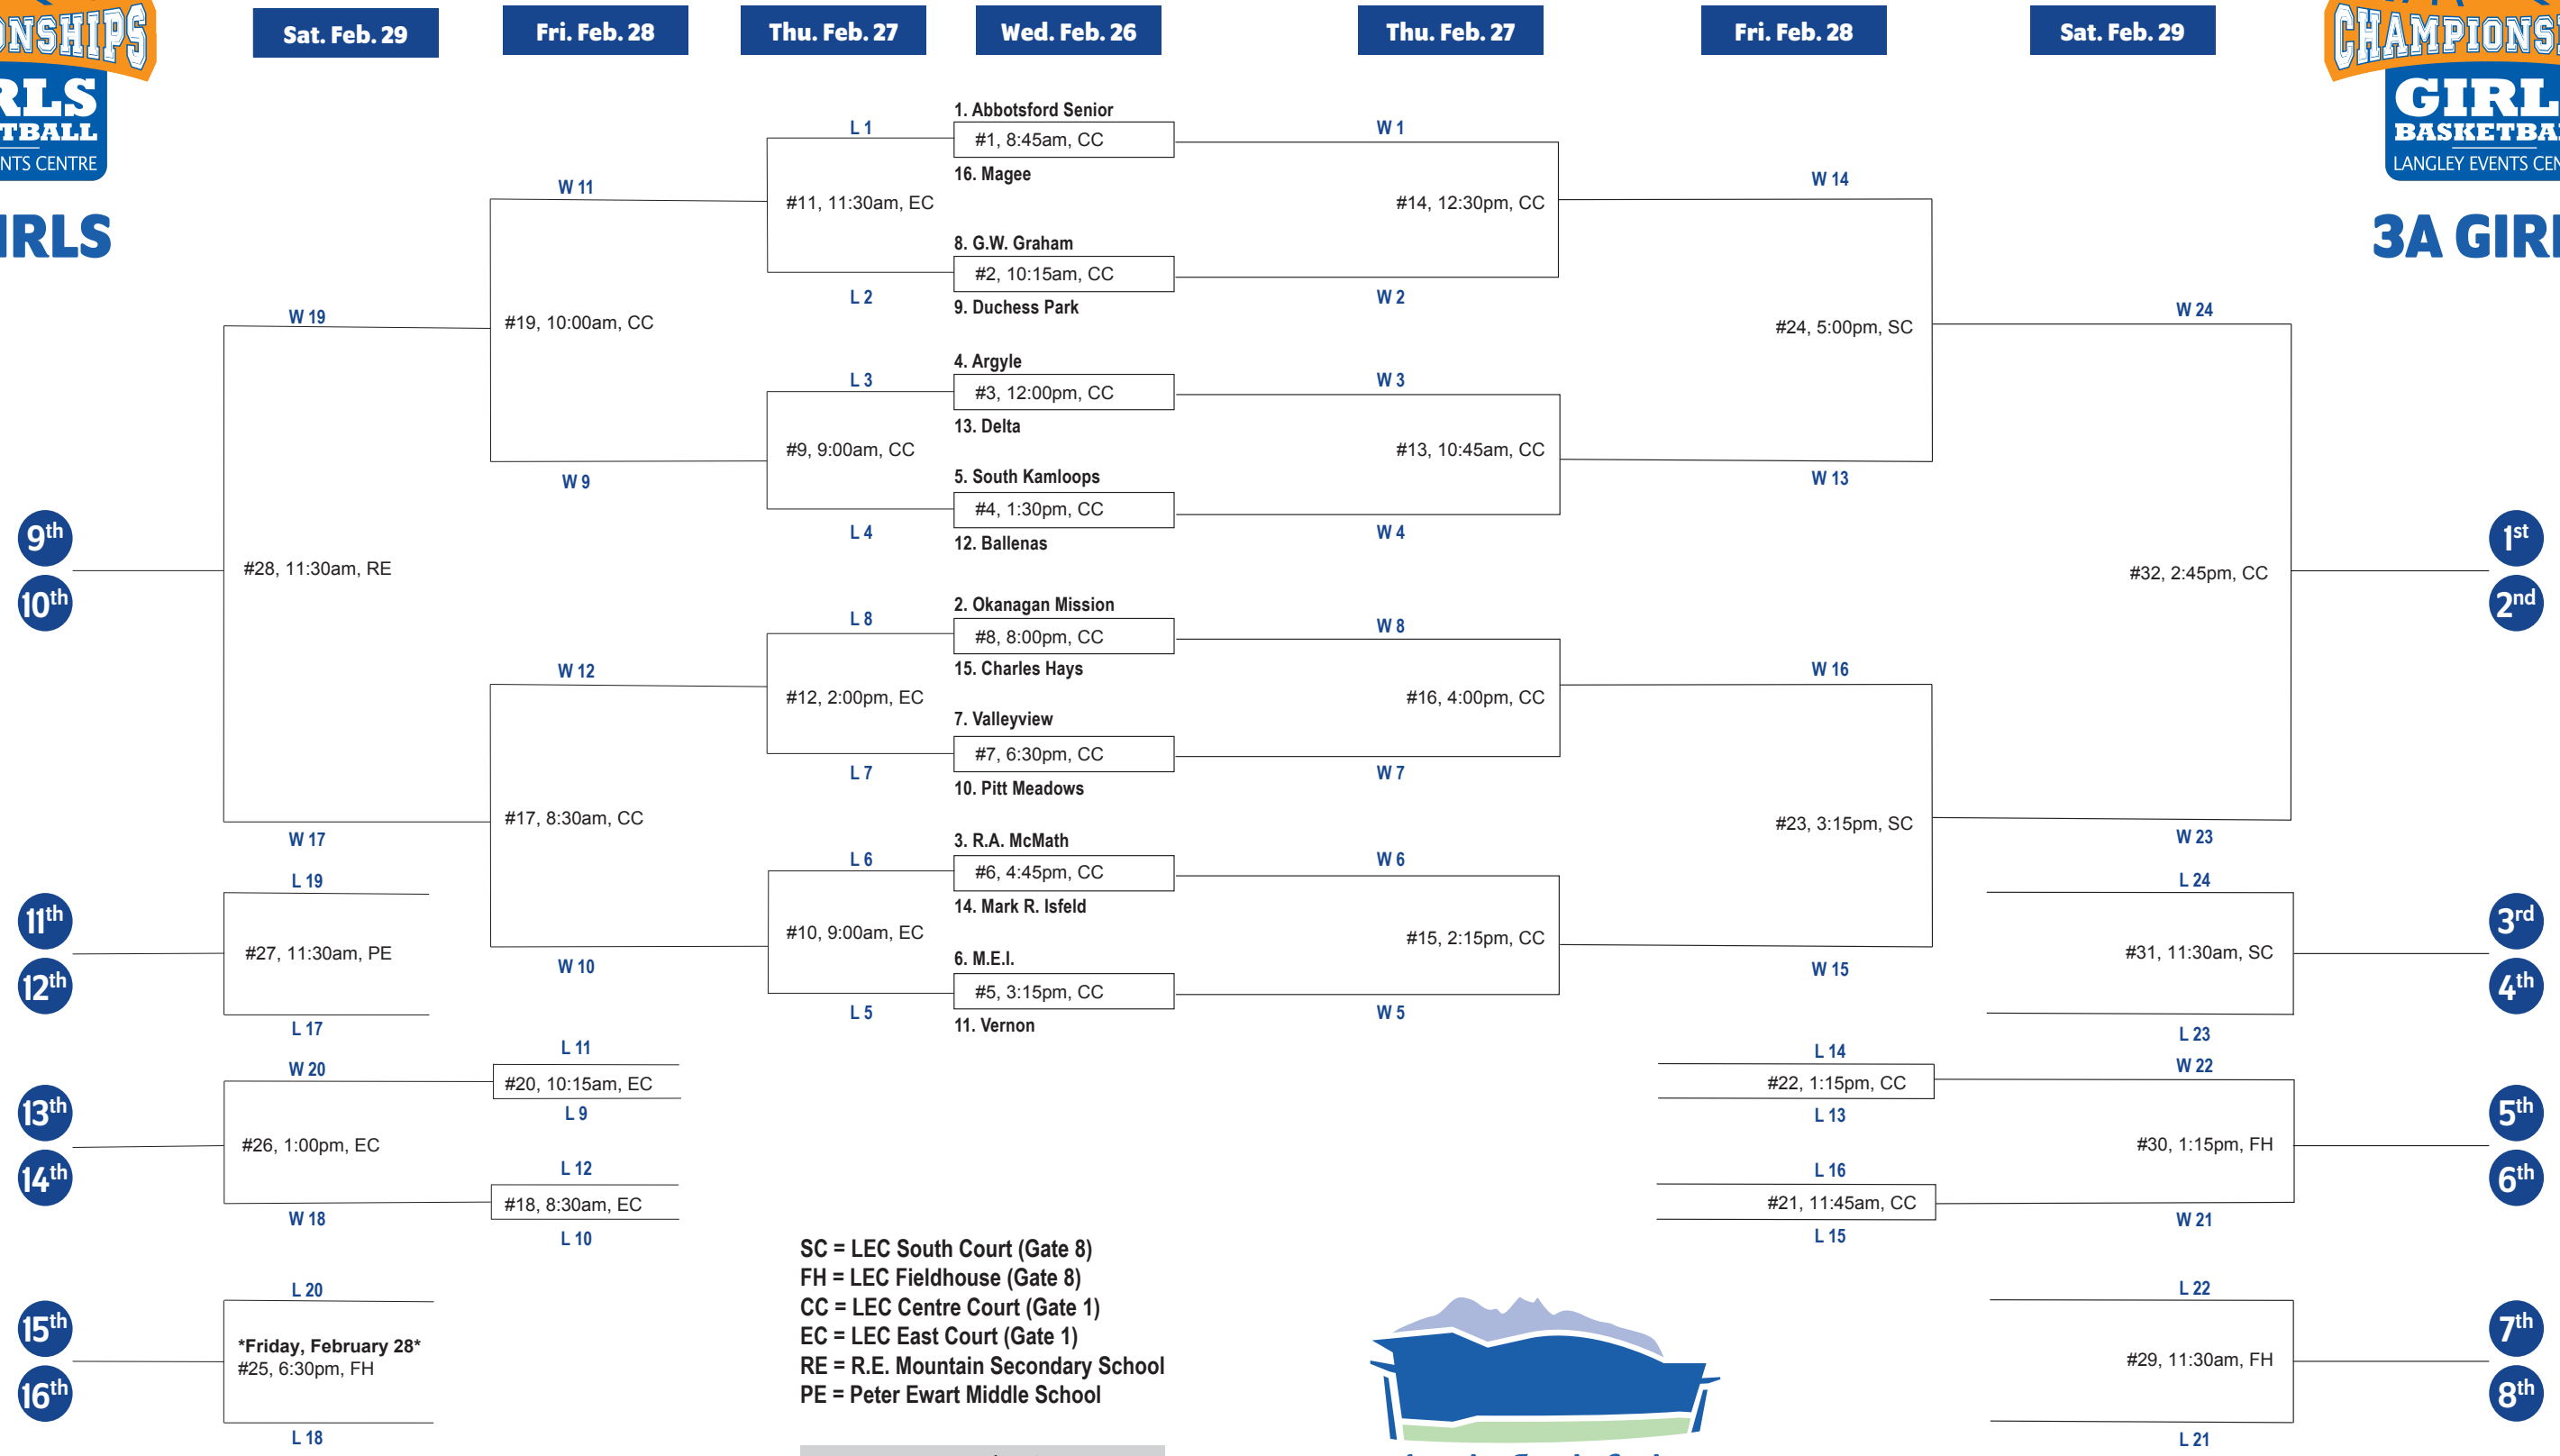 ONSHIPS
RLS
TBALL
NTS CENTRE
IRLS
Sat. Feb. 29
Fri. Feb. 28
Thu. Feb. 27
Wed. Feb. 26
Thu. Feb. 27
Fri. Feb. 28
Sat. Feb. 29
CHAMPIONS
GIRL
BASKETBA
LANGLEY EVENTS CEN
3A GIR
W 19
#28, 11:30am, RE
W 17
9th
10th
L 19
#27, 11:30am, PE
L 17
11th
12th
W 20
#26, 1:00pm, EC
W 18
13th
14th
L 20
*Friday, February 28*
#25, 6:30pm, FH
L 18
15th
16th
W 11
#19, 10:00am, CC
W 9
W 12
#17, 8:30am, CC
W 10
L 11
#20, 10:15am, EC
L 9
L 12
#18, 8:30am, EC
L 10
L 1
#11, 11:30am, EC
L 2
L 3
#9, 9:00am, CC
L 4
L 8
#12, 2:00pm, EC
L 7
L 6
#10, 9:00am, EC
L 5
1. Abbotsford Senior
#1, 8:45am, CC
16. Magee
8. G.W. Graham
#2, 10:15am, CC
9. Duchess Park
4. Argyle
#3, 12:00pm, CC
13. Delta
5. South Kamloops
#4, 1:30pm, CC
12. Ballenas
2. Okanagan Mission
#8, 8:00pm, CC
15. Charles Hays
7. Valleyview
#7, 6:30pm, CC
10. Pitt Meadows
3. R.A. McMath
#6, 4:45pm, CC
14. Mark R. Isfeld
6. M.E.I.
#5, 3:15pm, CC
11. Vernon
W 1
#14, 12:30pm, CC
W 2
W 3
#13, 10:45am, CC
W 4
W 8
#16, 4:00pm, CC
W 7
W 6
#15, 2:15pm, CC
W 5
W 14
#24, 5:00pm, SC
W 13
W 16
#23, 3:15pm, SC
W 15
L 14
#22, 1:15pm, CC
L 13
L 16
#21, 11:45am, CC
L 15
W 24
#32, 2:45pm, CC
W 23
1st
2nd
L 24
#31, 11:30am, SC
L 23
3rd
4th
W 22
#30, 1:15pm, FH
W 21
5th
6th
L 22
#29, 11:30am, FH
L 21
7th
8th
SC = LEC South Court (Gate 8)
FH = LEC Fieldhouse (Gate 8)
CC = LEC Centre Court (Gate 1)
EC = LEC East Court (Gate 1)
RE = R.E. Mountain Secondary School
PE = Peter Ewart Middle School